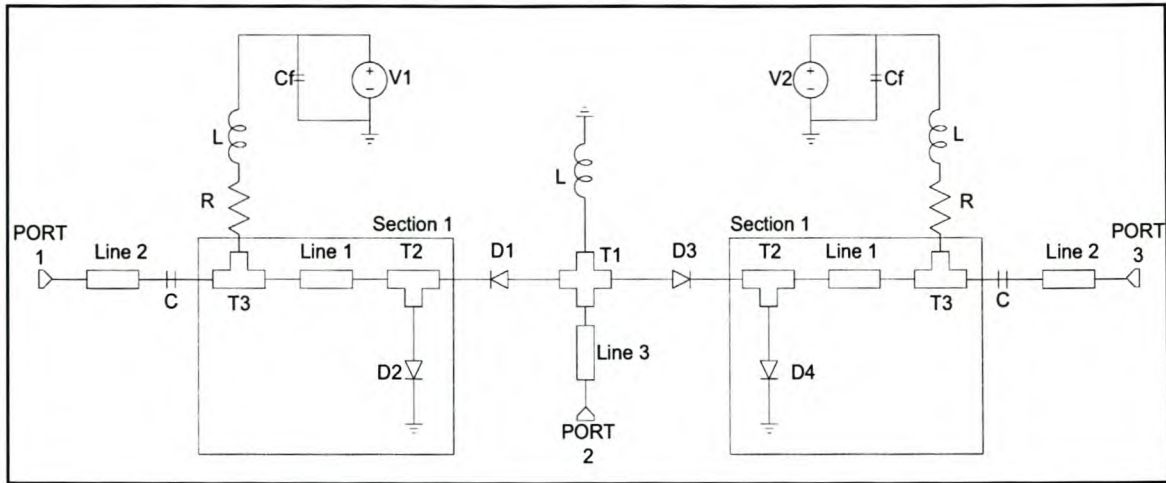 Cf
V1
V2
Cf
L
L
L
R
R
PORT
1
Line 2
C
Section 1
T3
Line 1
T2
D1
T1
D3
Section 1
T2
Line 1
T3
C
Line 2
PORT
3
D2
Line 3
D4
PORT
2